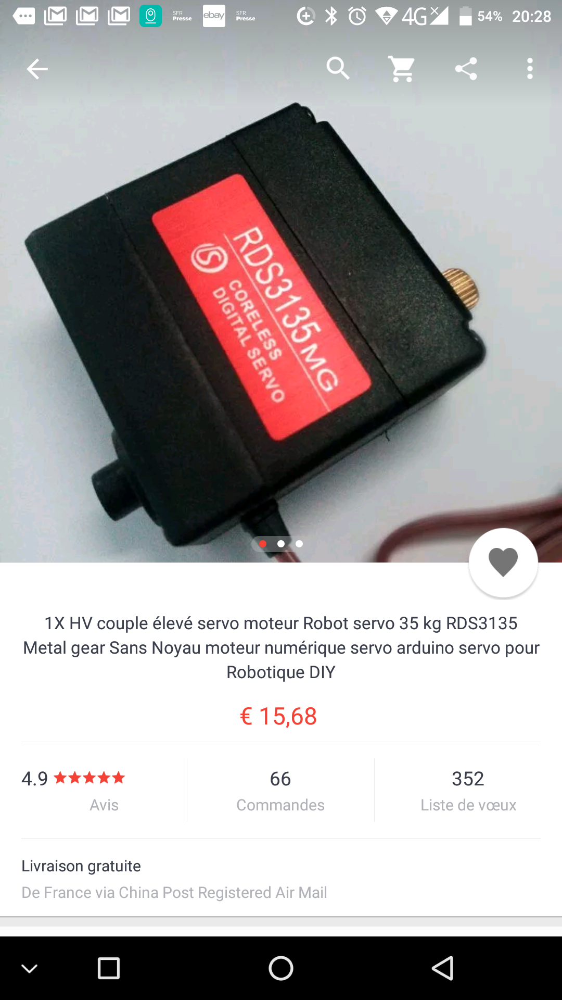 SFR
Presse
ebay
SFR
Presse
4G
54%
20:28
RDS3135MG
CORELESS
DIGITAL SERVO
1X HV couple élevé servo moteur Robot servo 35 kg RDS3135
Metal gear Sans Noyau moteur numérique servo arduino servo pour
Robotique DIY
€ 15,68
4.9
66
352
Avis
Commandes
Liste de vœux
Livraison gratuite
De France via China Post Registered Air Mail